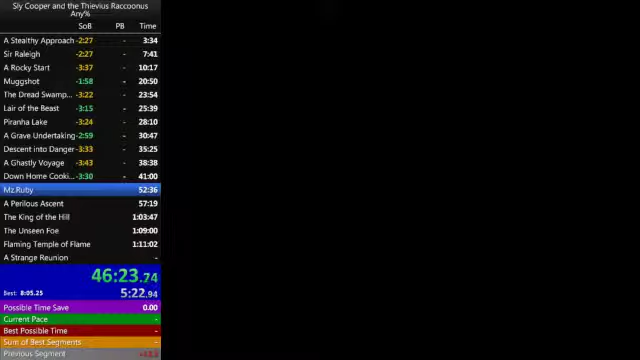 Sly Cooper and the Thievius Raccoonus
Any%
SoB PB Time
A Stealthy Approach -2:27 - 3:34
Sir Raleigh -2:27 - 7:41
A Rocky Start -3:37 - 10:17
Muggshot -1:58 - 20:50
The Dread Swamp... -3:22 - 23:54
Lair of the Beast -3:15 - 25:39
Piranha Lake -3:24 - 28:10
A Grave Undertaking -2:59 - 30:47
Descent into Danger -3:33 - 35:25
A Ghastly Voyage -3:43 - 38:38
Down Home Cooki... -3:30 - 41:00
Mz.Ruby 52:36
A Perilous Ascent - 57:19
The King of the Hill - 1:03:47
The Unseen Foe - 1:09:00
Flaming Temple of Flame - 1:11:02
A Strange Reunion -
46:23.74
Best: 8:05.25 5:22.94
Possible Time Save 0.00
Current Pace -
Best Possible Time -
Sum of Best Segments -
Previous Segment